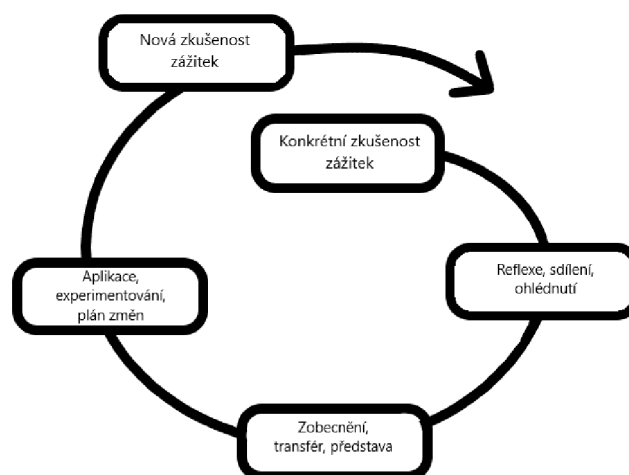 Nová zkušenost
zážitek
Konkrétní zkušenost
zážitek
Reflexe, sdílení,
ohlédnutí
Zobecnění,
transfér, představa
Aplikace,
experimentování,
plán změn